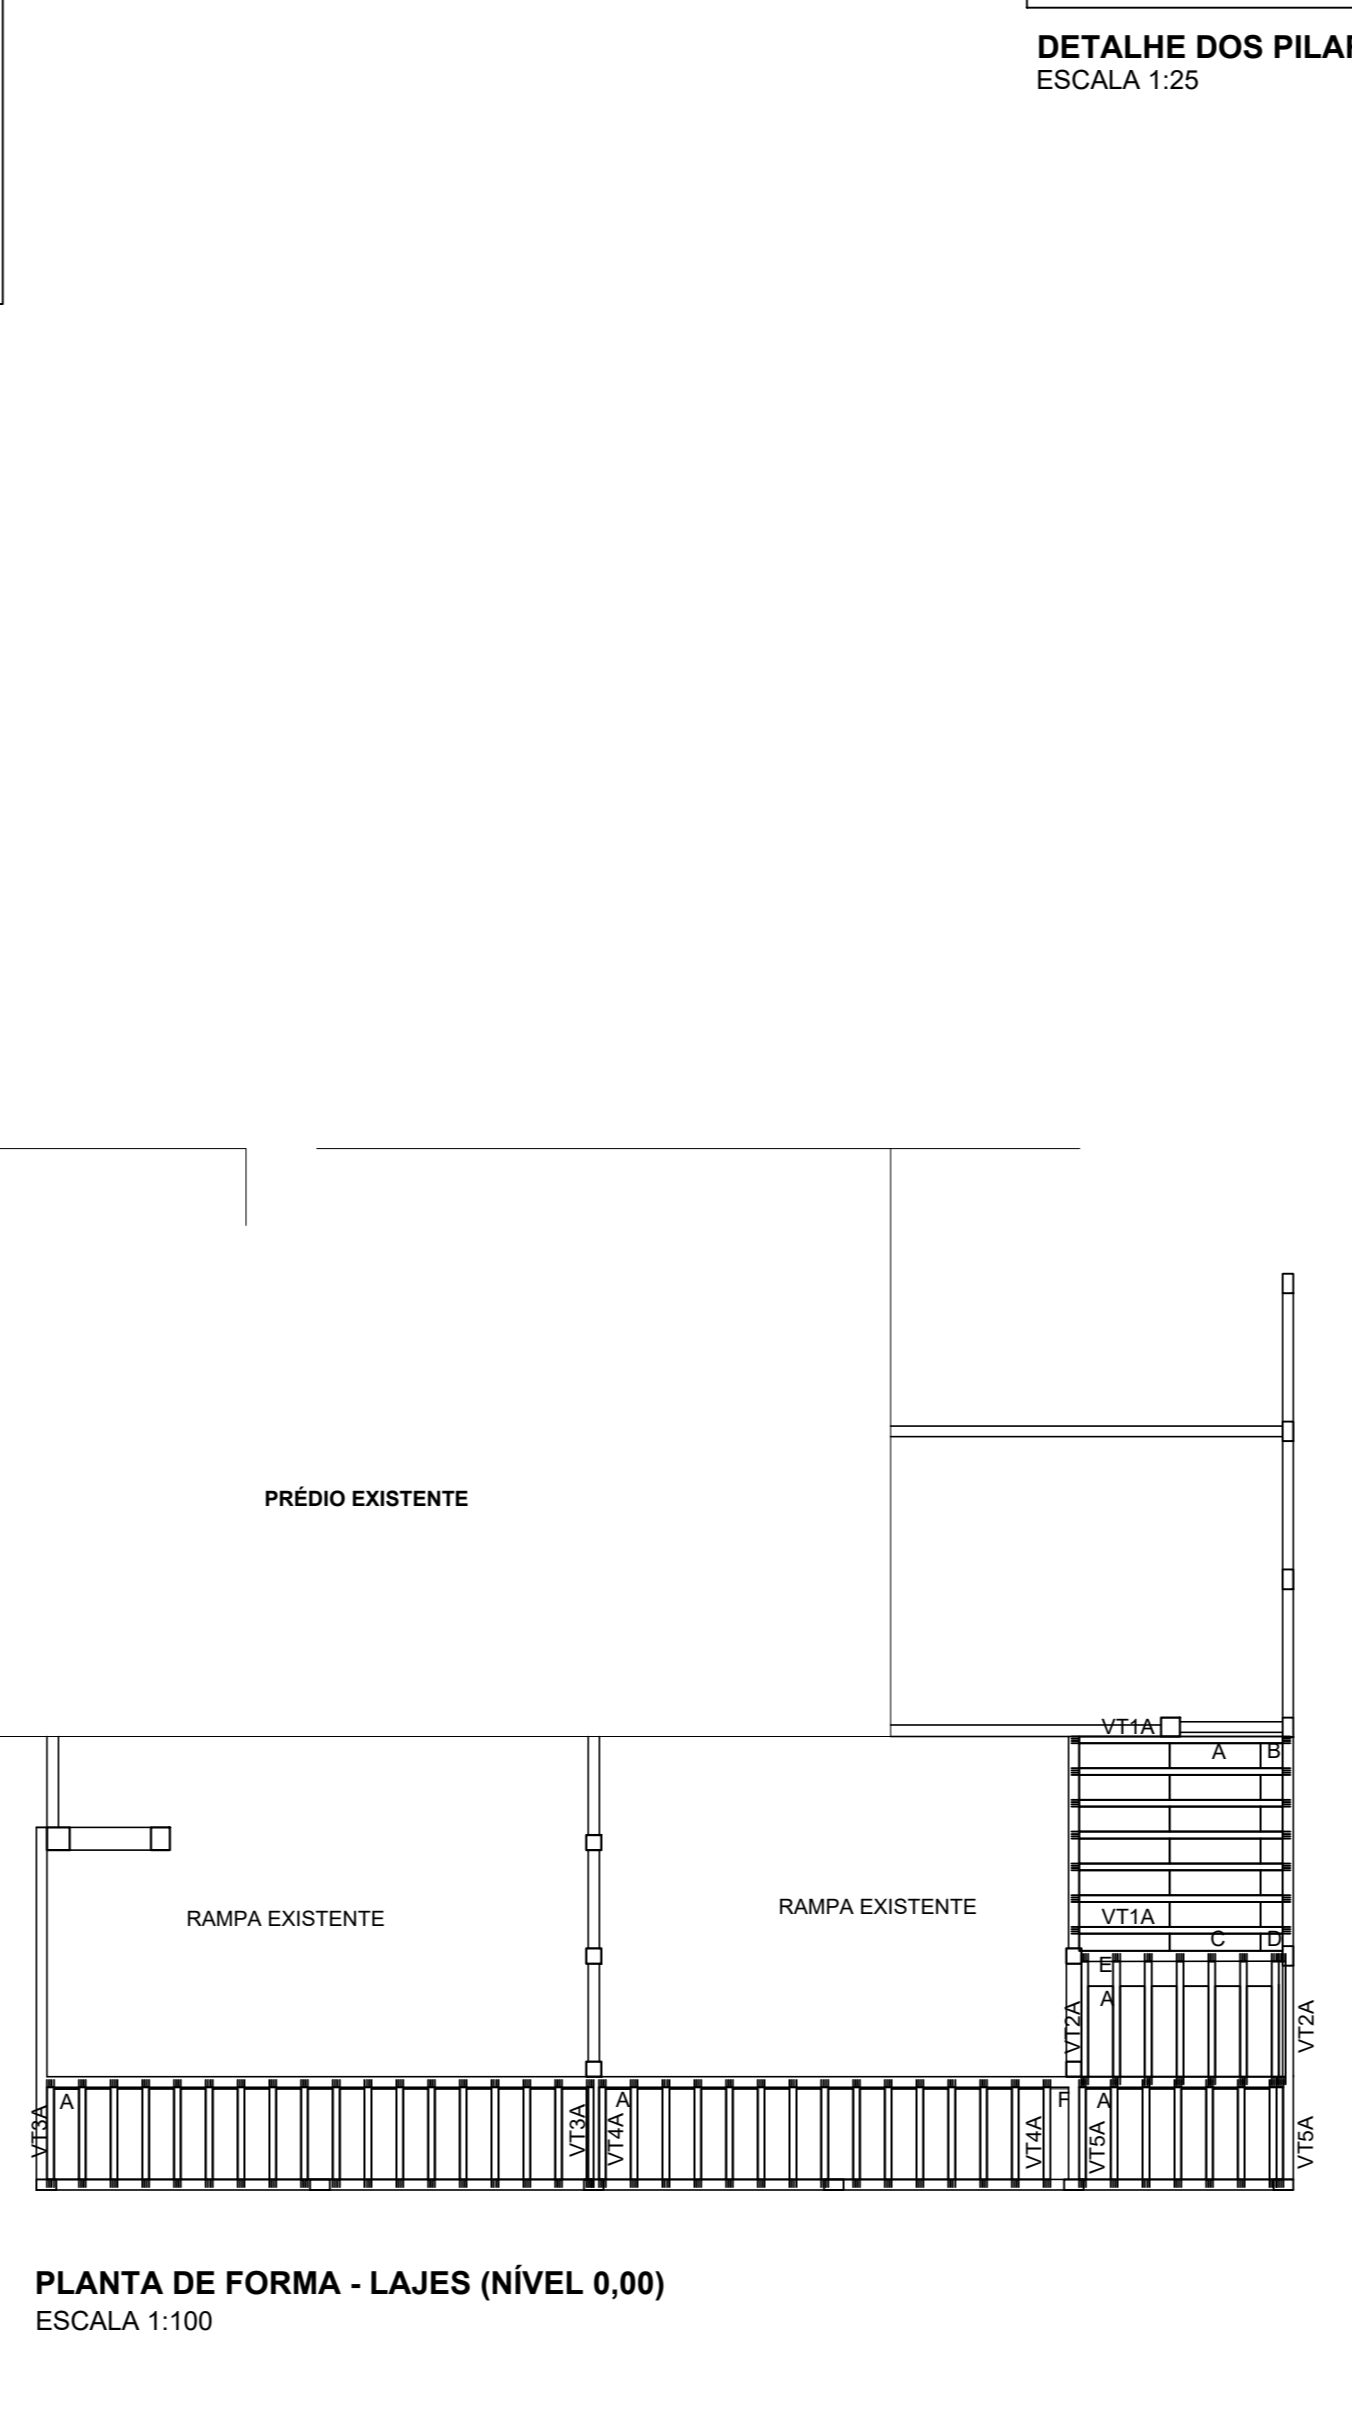 DETALHE DOS PILAR
ESCALA 1:25
PRÉDIO EXISTENTE
VT1A
A
B
RAMPA EXISTENTE
RAMPA EXISTENTE
VT1A
C
D
E
A
VT2A
VT2A
A
A
F
A
VT3A
VT3A
VT4A
VT4A
VT5A
VT5A
PLANTA DE FORMA - LAJES (NÍVEL 0,00)
ESCALA 1:100